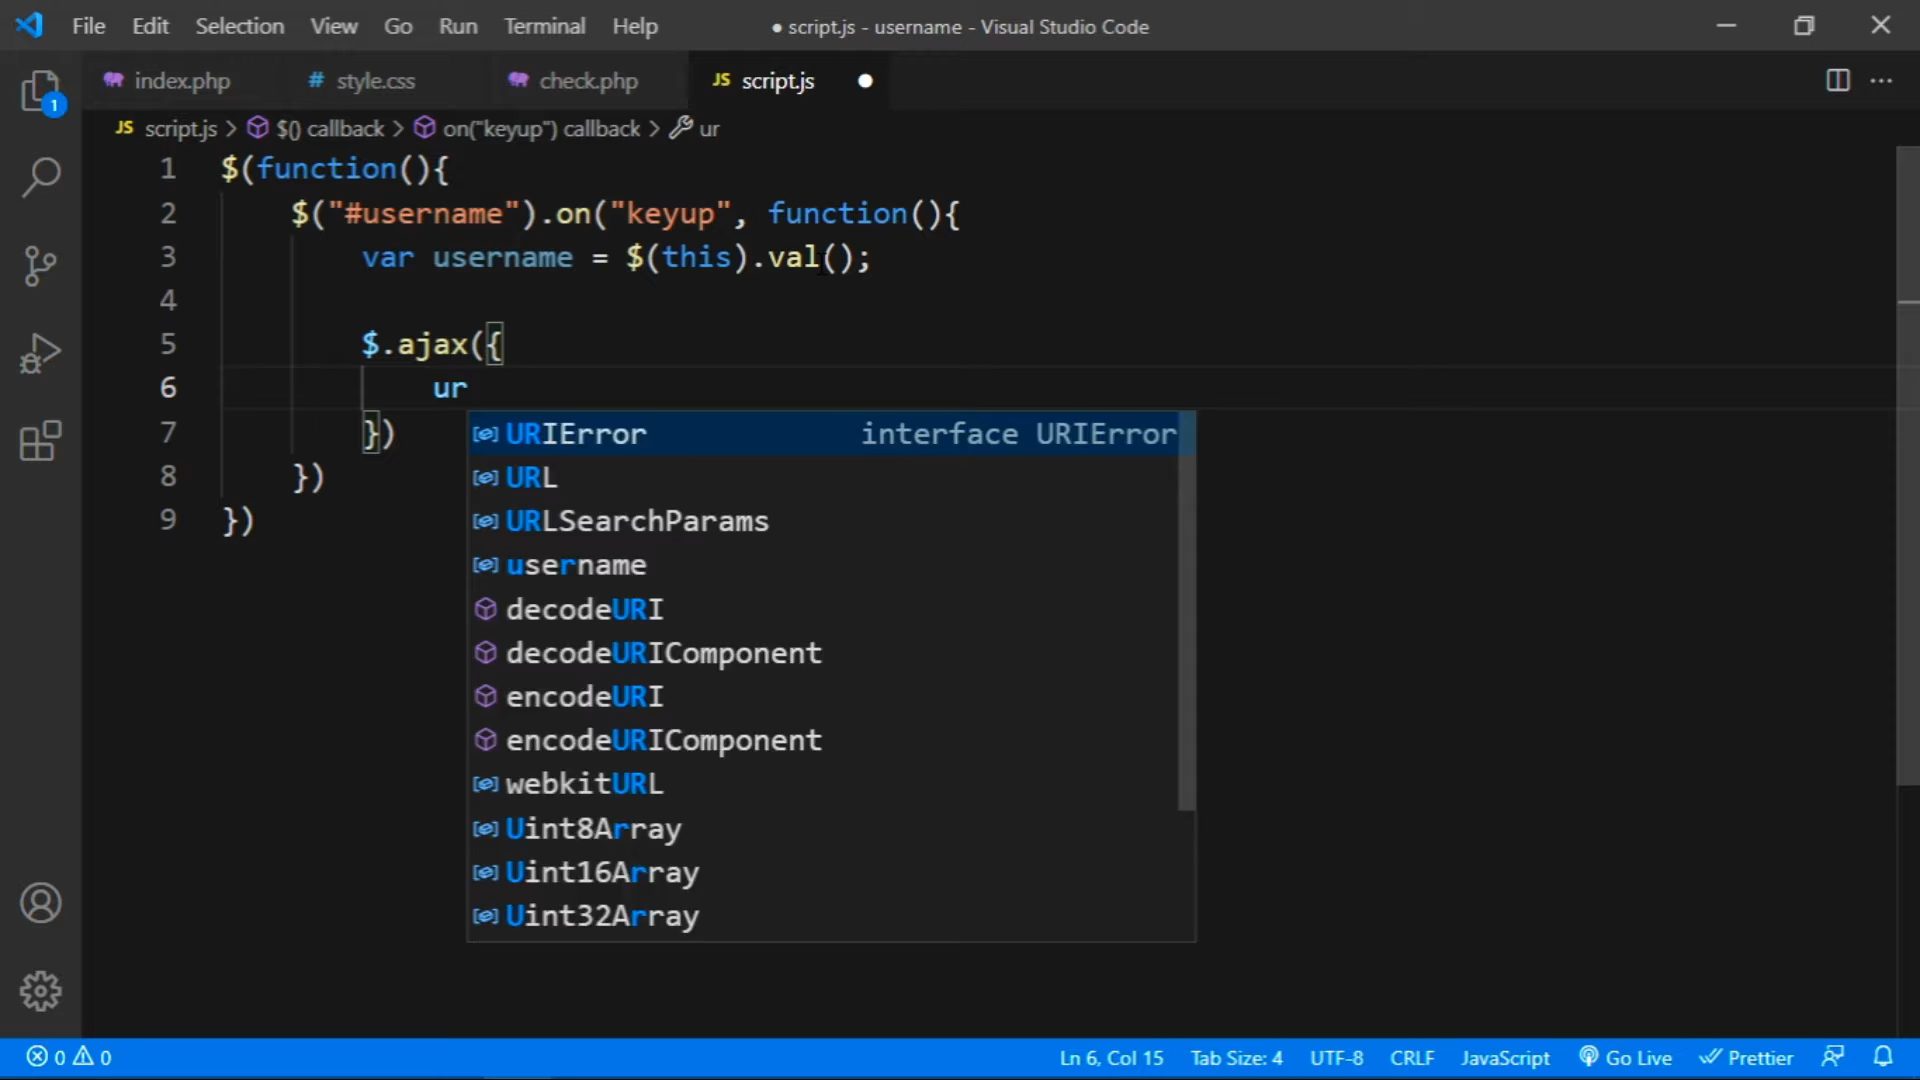 File Edit Selection View Go Run Terminal Help ● script.js - username - Visual Studio Code
index.php # style.css check.php JS script.js ●
1
JS script.js > $() callback > on("keyup") callback > ur
1 $(function(){
2 $("#username").on("keyup", function(){
3 var username = $(this).val();
4
5 $.ajax({
6 ur
7 })
8 })
9 })
URIError interface URIError
URL
URLSearchParams
username
decodeURI
decodeURIComponent
encodeURI
encodeURIComponent
webkitURL
Uint8Array
Uint16Array
Uint32Array
0 0 Ln 6, Col 15 Tab Size: 4 UTF-8 CRLF JavaScript Go Live Prettier